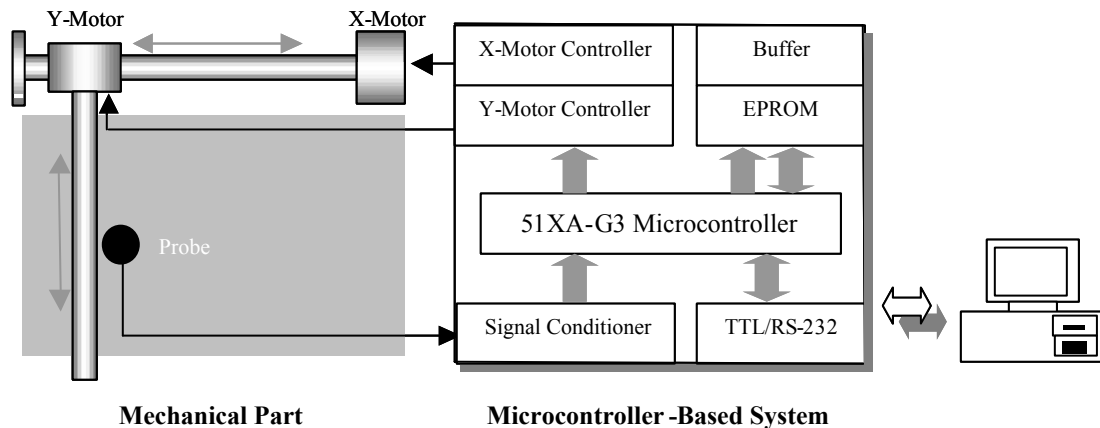 Y-Motor
X-Motor
X-Motor Controller
Buffer
Y-Motor Controller
EPROM
51XA-G3 Microcontroller
Probe
Signal Conditioner
TTL/RS-232
Mechanical Part
Microcontroller -Based System